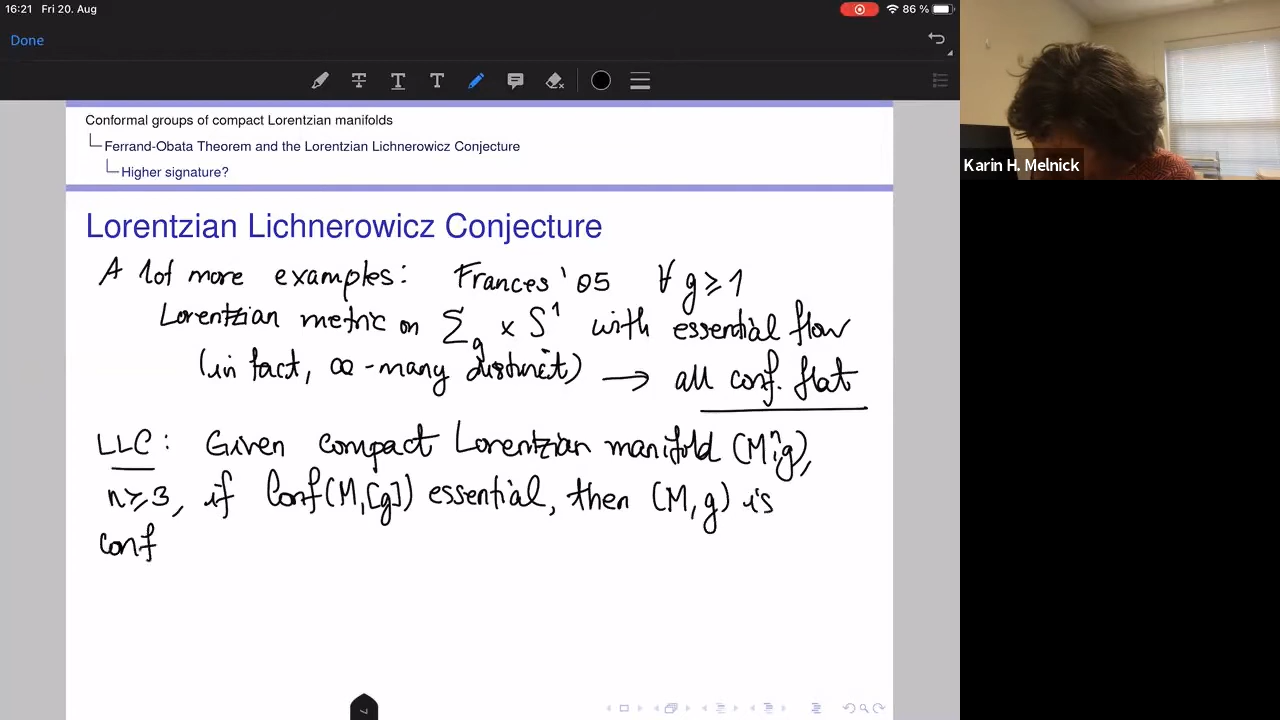 16:21 Fri 20. Aug
86 %
Done
Karin H. Melnick
Conformal groups of compact Lorentzian manifolds
Ferrand-Obata Theorem and the Lorentzian Lichnerowicz Conjecture
Higher signature?
Lorentzian Lichnerowicz Conjecture
A lot more examples: Frances '05 ∀ g ≥ 1
Lorentzian metric on Σ_g × S¹ with essential flow
(in fact, ∞-many distinct) → all conf. flat
LLC: Given compact Lorentzian manifold (Mⁿ, g),
n ≥ 3, if Conf(M, [g]) essential, then (M, g) is
conf